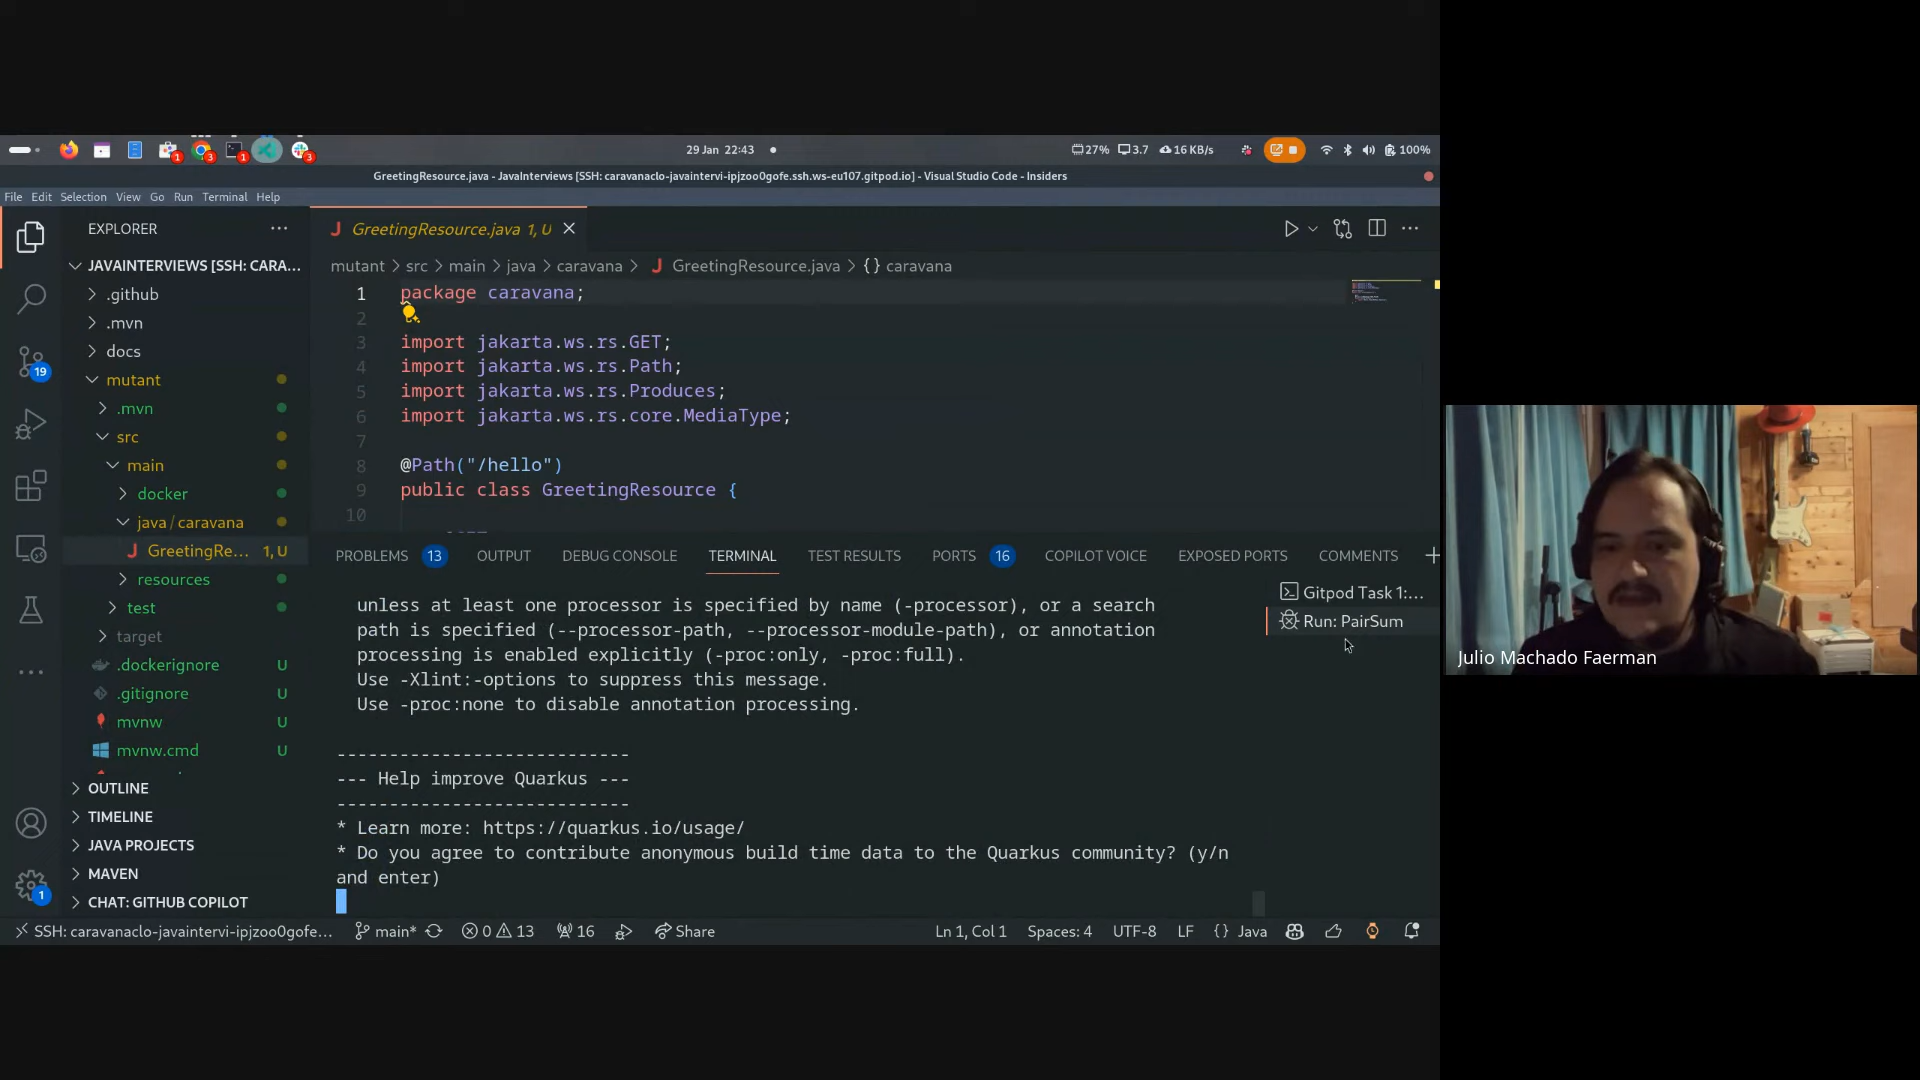 29 Jan 22:43
27% 3.7 16 KB/s 100%
GreetingResource.java - JavaInterviews [SSH: caravanaclo-javaintervi-ipjzoo0gofe.ssh.ws-eu107.gitpod.io] - Visual Studio Code - Insiders
File Edit Selection View Go Run Terminal Help
EXPLORER
JAVAINTERVIEWS [SSH: CARA...
.github
.mvn
docs
mutant
.mvn
src
main
docker
java / caravana
GreetingRe... 1, U
resources
test
target
.dockerignore U
.gitignore U
mvnw U
mvnw.cmd U
OUTLINE
TIMELINE
JAVA PROJECTS
MAVEN
CHAT: GITHUB COPILOT
19
1
GreetingResource.java 1, U
mutant > src > main > java > caravana > GreetingResource.java > {} caravana
1 package caravana;
2
3 import jakarta.ws.rs.GET;
4 import jakarta.ws.rs.Path;
5 import jakarta.ws.rs.Produces;
6 import jakarta.ws.rs.core.MediaType;
7
8 @Path("/hello")
9 public class GreetingResource {
10
PROBLEMS 13 OUTPUT DEBUG CONSOLE TERMINAL TEST RESULTS PORTS 16 COPILOT VOICE EXPOSED PORTS COMMENTS
unless at least one processor is specified by name (-processor), or a search
path is specified (--processor-path, --processor-module-path), or annotation
processing is enabled explicitly (-proc:only, -proc:full).
Use -Xlint:-options to suppress this message.
Use -proc:none to disable annotation processing.
----------------------------
--- Help improve Quarkus ---
----------------------------
* Learn more: https://quarkus.io/usage/
* Do you agree to contribute anonymous build time data to the Quarkus community? (y/n
and enter)
Gitpod Task 1:...
Run: PairSum
SSH: caravanaclo-javaintervi-ipjzoo0gofe... main* 0 13 16 Share Ln 1, Col 1 Spaces: 4 UTF-8 LF {} Java
Julio Machado Faerman